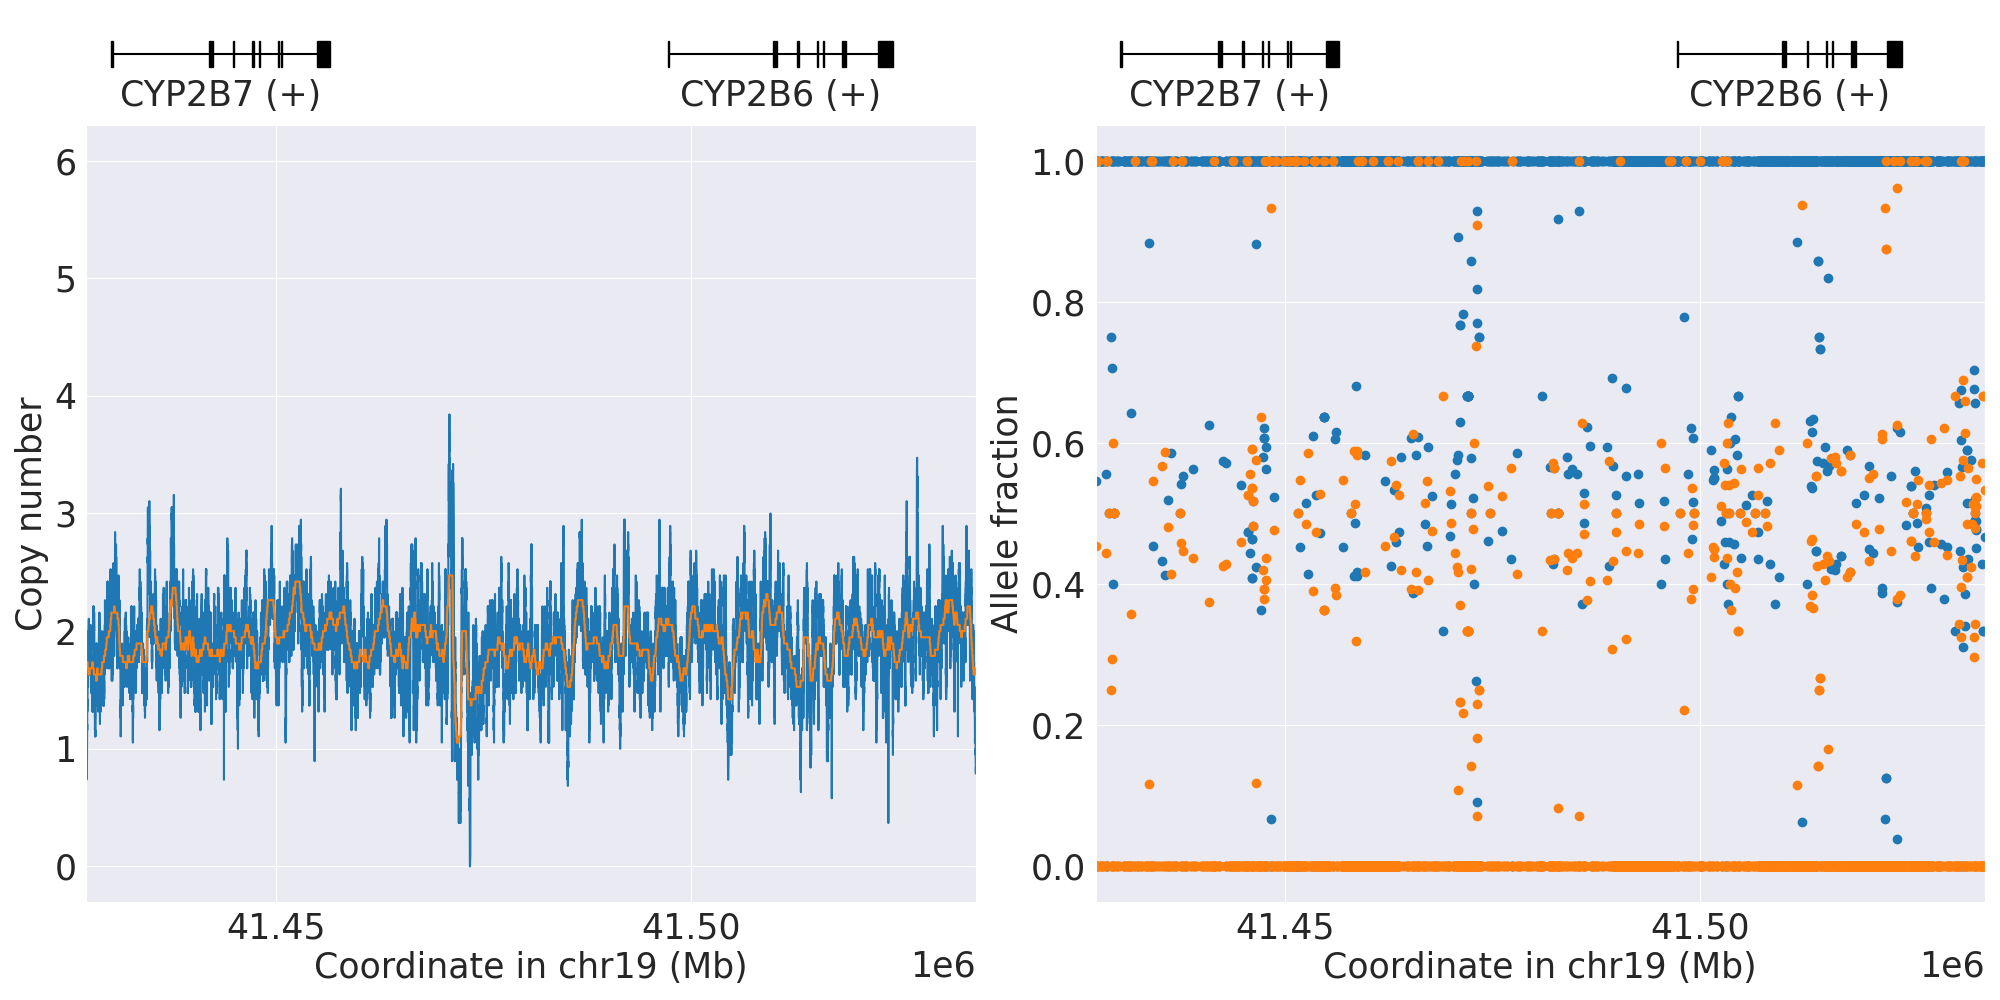 CYP2B7 (+)
CYP2B6 (+)
Copy number
6
5
4
3
2
1
0
41.45
41.50
Coordinate in chr19 (Mb)
1e6
CYP2B7 (+)
CYP2B6 (+)
Allele fraction
1.0
0.8
0.6
0.4
0.2
0.0
41.45
41.50
Coordinate in chr19 (Mb)
1e6